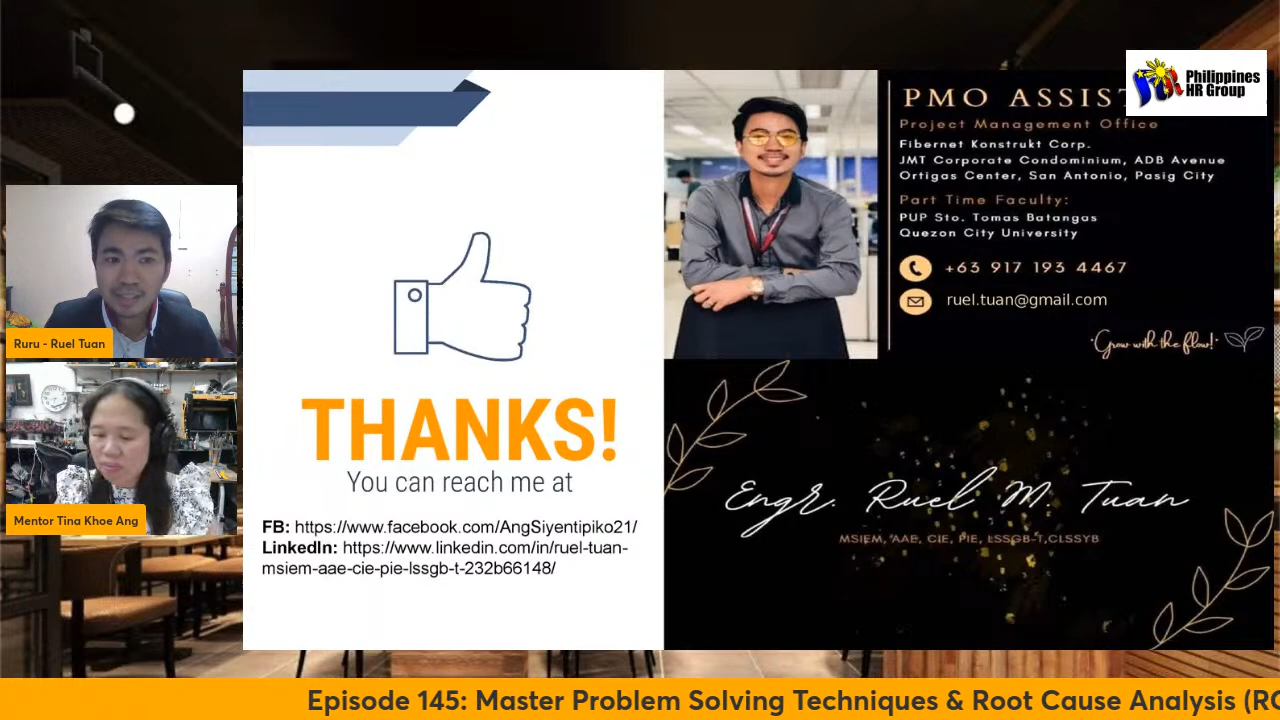 Philippines
HR Group
PMO ASSIST
Project Management Office
Fibernet Konstrukt Corp.
JMT Corporate Condominium, ADB Avenue
Ortigas Center, San Antonio, Pasig City
Part Time Faculty:
PUP Sto. Tomas Batangas
Quezon City University
+63 917 193 4467
ruel.tuan@gmail.com
"Grow with the flow!"
Ruru - Ruel Tuan
Mentor Tina Khoe Ang
THANKS!
You can reach me at
FB: https://www.facebook.com/AngSiyentipiko21/
LinkedIn: https://www.linkedin.com/in/ruel-tuan-
msiem-aae-cie-pie-lssgb-t-232b66148/
Engr. Ruel M. Tuan
MSIEM, AAE, CIE, PIE, LSSGB-T,CLSSYB
Episode 145: Master Problem Solving Techniques & Root Cause Analysis (RC